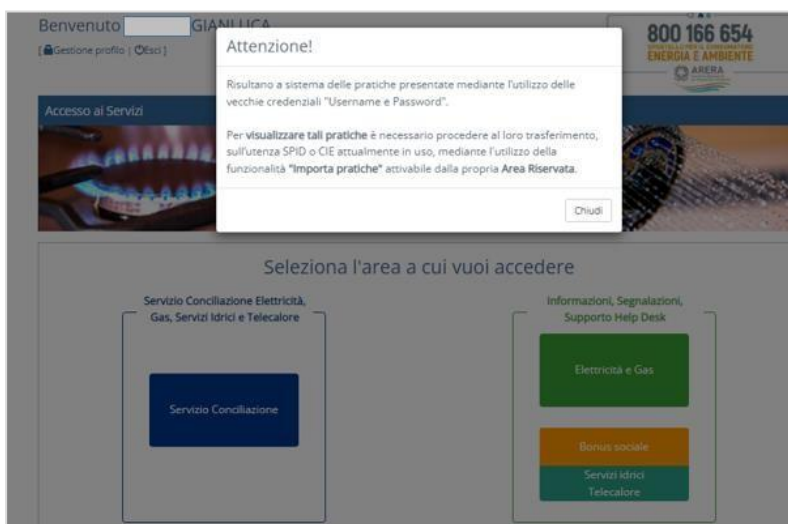 Benvenuto GIANLUCA
[ Gestione profilo | Esci ]
800 166 654
SPORTELLO PER IL CONSUMATORE
ENERGIA E AMBIENTE
ARERA
Accesso ai Servizi
Attenzione!
Risultano a sistema delle pratiche presentate mediante l'utilizzo delle
vecchie credenziali "Username e Password".
Per visualizzare tali pratiche è necessario procedere al loro trasferimento,
sull'utenza SPID o CIE attualmente in uso, mediante l'utilizzo della
funzionalità "Importa pratiche" attivabile dalla propria Area Riservata.
Chiudi
Seleziona l'area a cui vuoi accedere
Servizio Conciliazione Elettricità,
Gas, Servizi Idrici e Telecalore
Servizio Conciliazione
Informazioni, Segnalazioni,
Supporto Help Desk
Elettricità e Gas
Bonus sociale
Servizi idrici
Telecalore